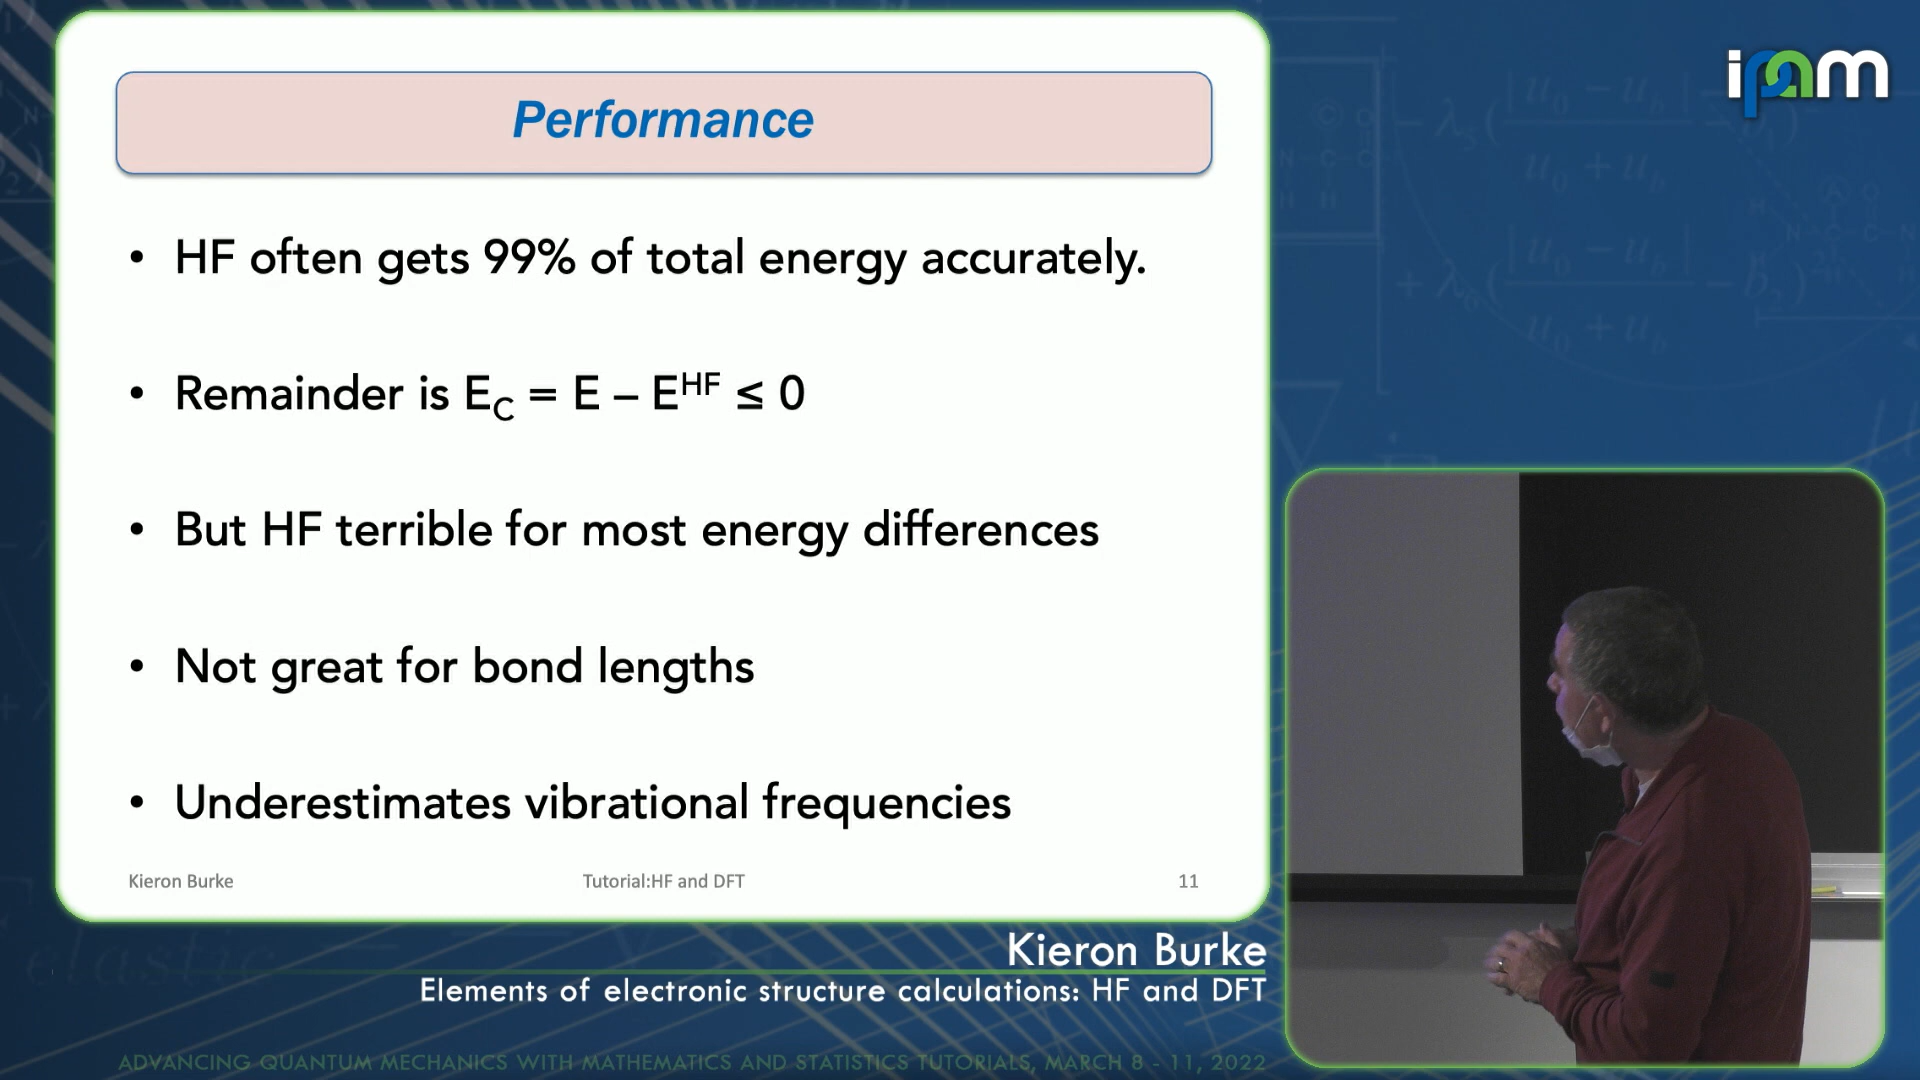 ipam
Performance
• HF often gets 99% of total energy accurately.
• Remainder is E_C = E – E^HF ≤ 0
• But HF terrible for most energy differences
• Not great for bond lengths
• Underestimates vibrational frequencies
Kieron Burke Tutorial:HF and DFT 11
Kieron Burke
Elements of electronic structure calculations: HF and DFT
ADVANCING QUANTUM MECHANICS WITH MATHEMATICS AND STATISTICS TUTORIALS, MARCH 8 - 11, 2022
elastic